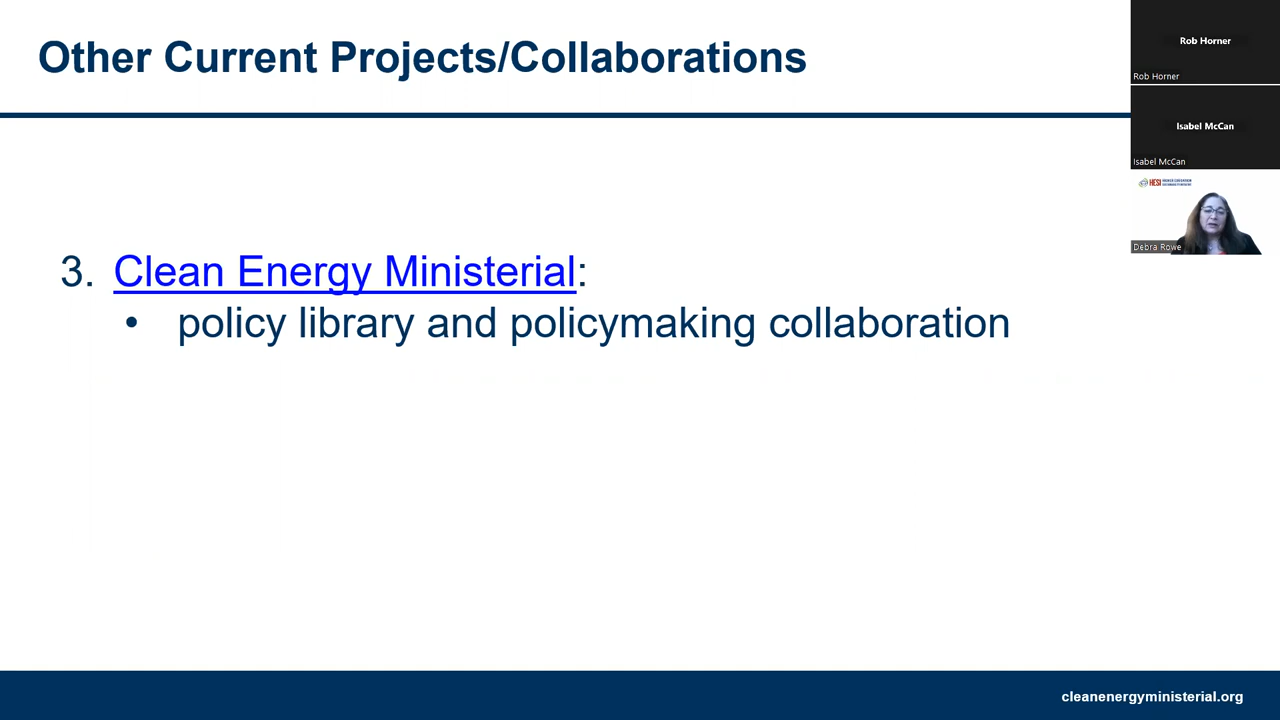 Other Current Projects/Collaborations
3. Clean Energy Ministerial:
• policy library and policymaking collaboration
cleanenergyministerial.org
Rob Horner
Rob Horner
Isabel McCan
Isabel McCan
HESI
Debra Rowe